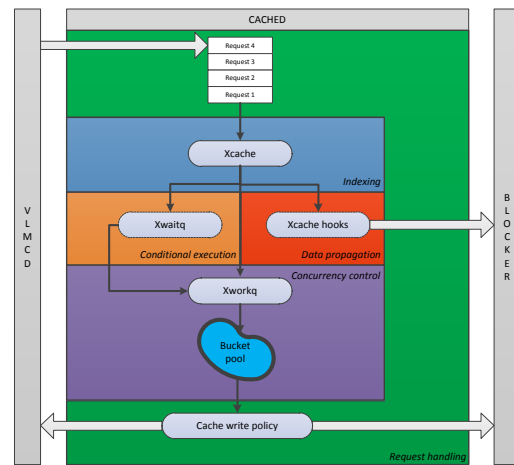 CACHED
Request 4
Request 3
Request 2
Request 1
Xcache
Indexing
V
L
M
C
D
Xwaitq
Xcache hooks
B
L
O
C
K
E
R
Conditional execution
Data propagation
Concurrency control
Xworkq
Bucket
pool
Cache write policy
Request handling